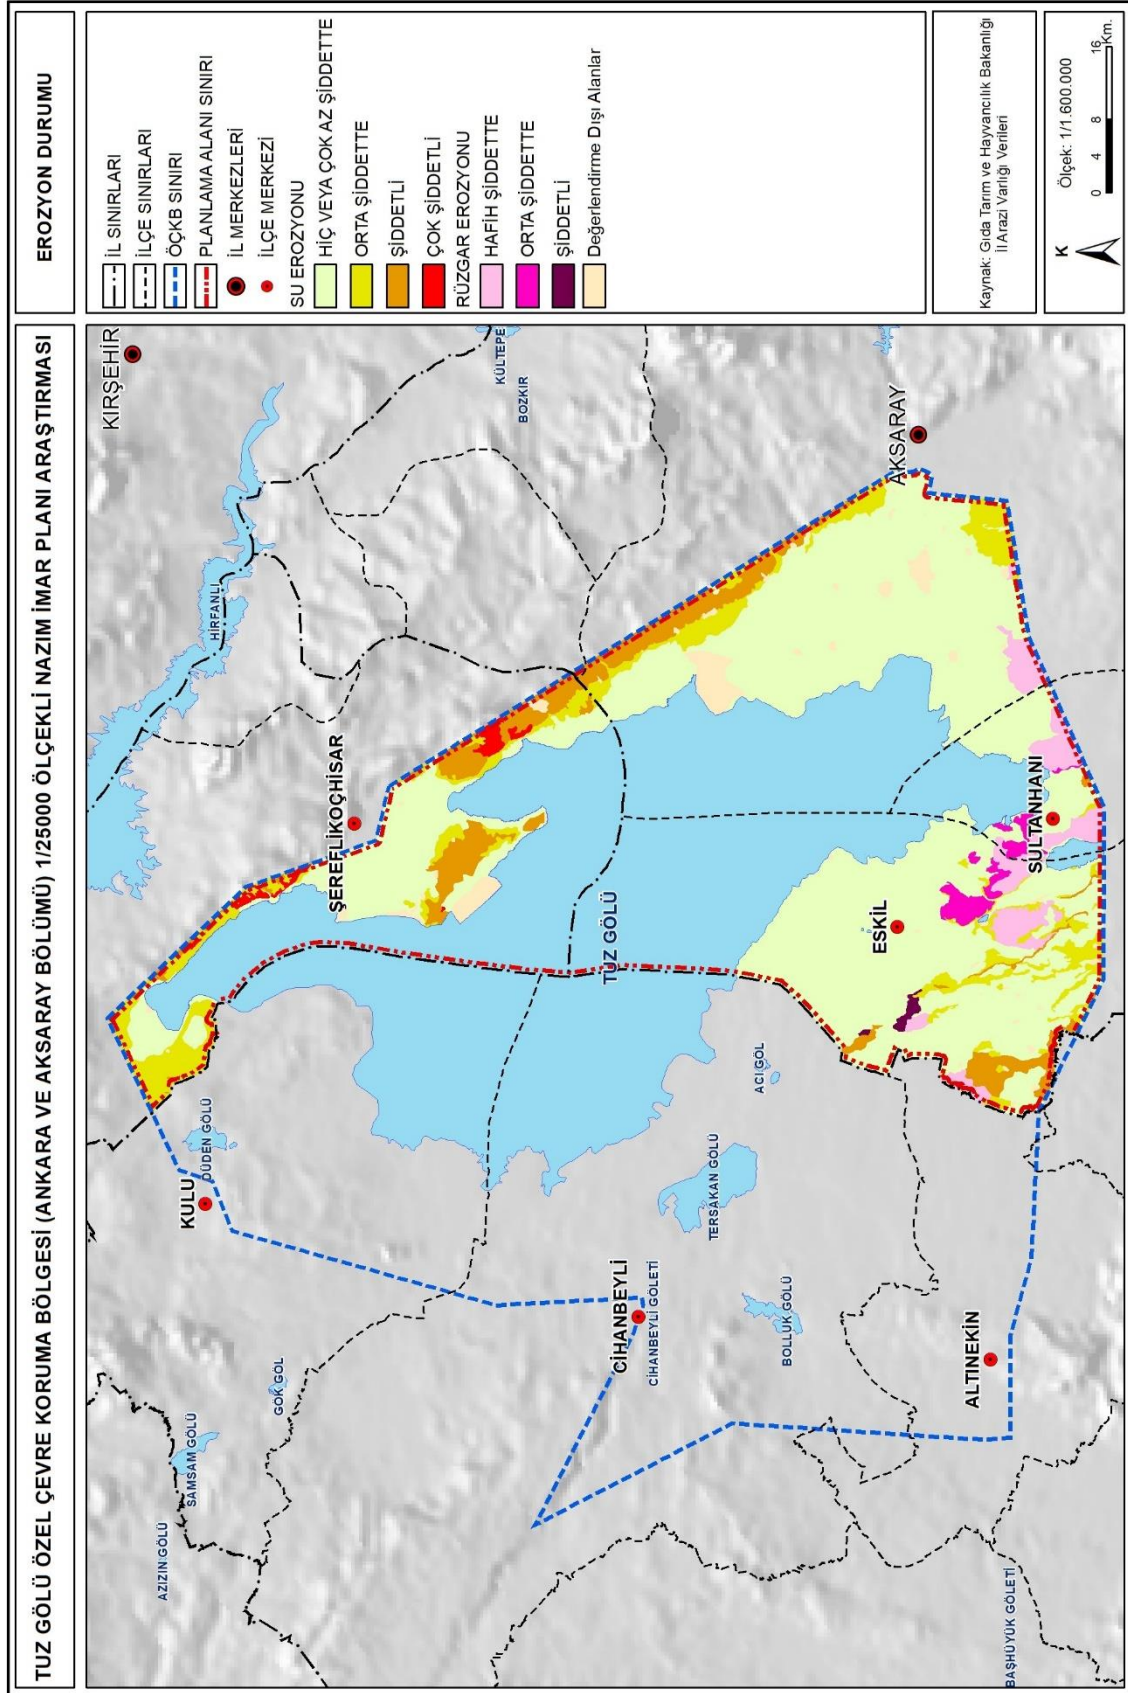 TUZ GÖLÜ ÖZEL ÇEVRE KORUMA BÖLGESİ (ANKARA VE AKSARAY BÖLÜMÜ) 1/25000 ÖLÇEKLİ NAZIM İMAR PLANI ARAŞTIRMASI
EROZYON DURUMU
İL SINIRLARI
İLÇE SINIRLARI
ÖÇKB SINIRI
PLANLAMA ALANI SINIRI
İL MERKEZLERİ
İLÇE MERKEZİ
SU EROZYONU
HİÇ VEYA ÇOK AZ ŞİDDETTE
ORTA ŞİDDETTE
ŞİDDETLİ
ÇOK ŞİDDETLİ
RÜZGAR EROZYONU
HAFİH ŞİDDETTE
ORTA ŞİDDETTE
ŞİDDETLİ
Değerlendirme Dışı Alanlar
Kaynak: Gıda Tarım ve Hayvancılık Bakanlığı
İl Arazi Varlığı Verileri
K
Ölçek: 1/1.600.000
0 4 8 16
Km.
KIRŞEHİR
HİRFANLI
KÜLTEPE
BOZKIR
ŞEREFLİKOÇHİSAR
AKSARAY
TUZ GÖLÜ
ESKİL
SULTANHANI
DÜDEN GÖLÜ
KULU
ACI GÖL
TERSAKAN GÖLÜ
CİHANBEYLİ
CİHANBEYLİ GÖLETİ
BOLLUK GÖLÜ
ALTINEKİN
GÖK GÖL
SAMSAM GÖLÜ
AZIZIN GÖLÜ
BAŞHÜYÜK GÖLETİ